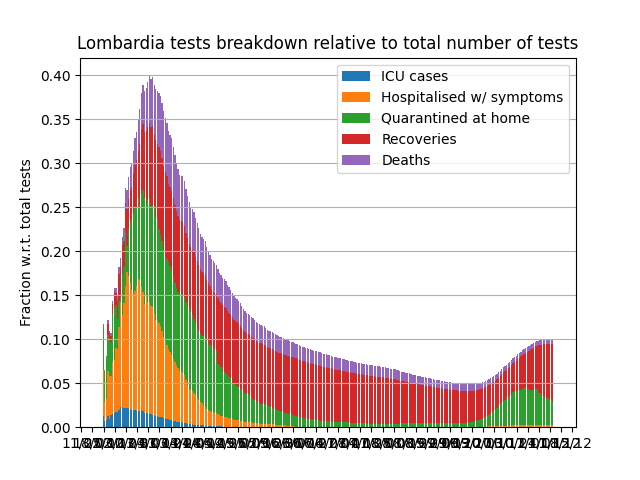 Lombardia tests breakdown relative to total number of tests
ICU cases
Hospitalised w/ symptoms
Quarantined at home
Recoveries
Deaths
Fraction w.r.t. total tests
0.40
0.35
0.30
0.25
0.20
0.15
0.10
0.05
0.00